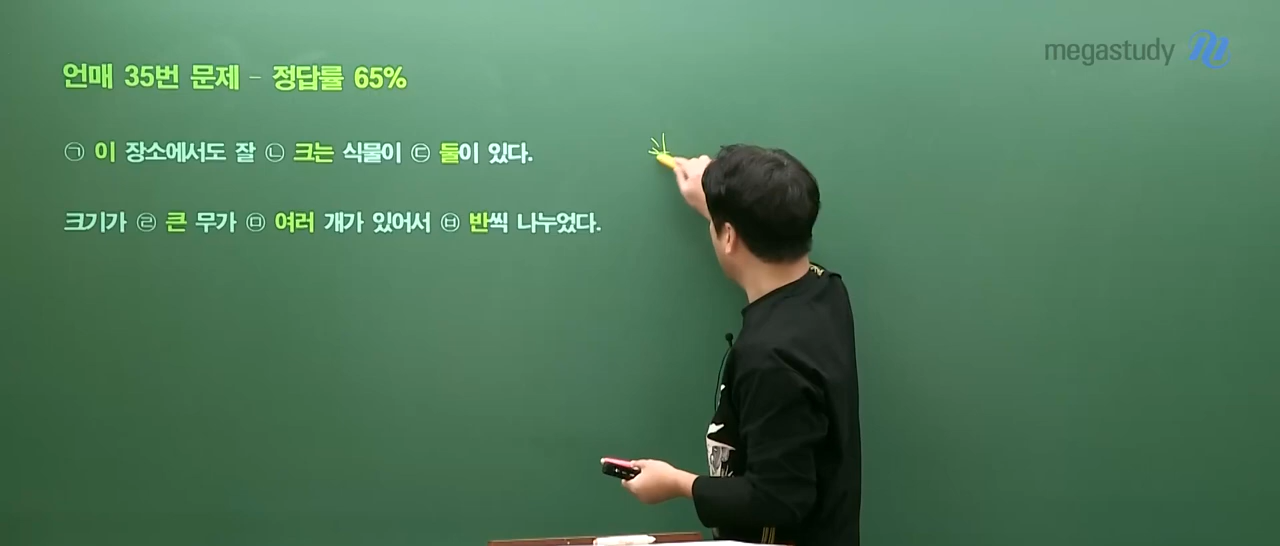 megastudy
언매 35번 문제 - 정답률 65%
㉠ 이 장소에서도 잘 ㉡ 크는 식물이 ㉢ 둘이 있다.
크기가 ㉣ 큰 무가 ㉤ 여러 개가 있어서 ㉥ 반씩 나누었다.